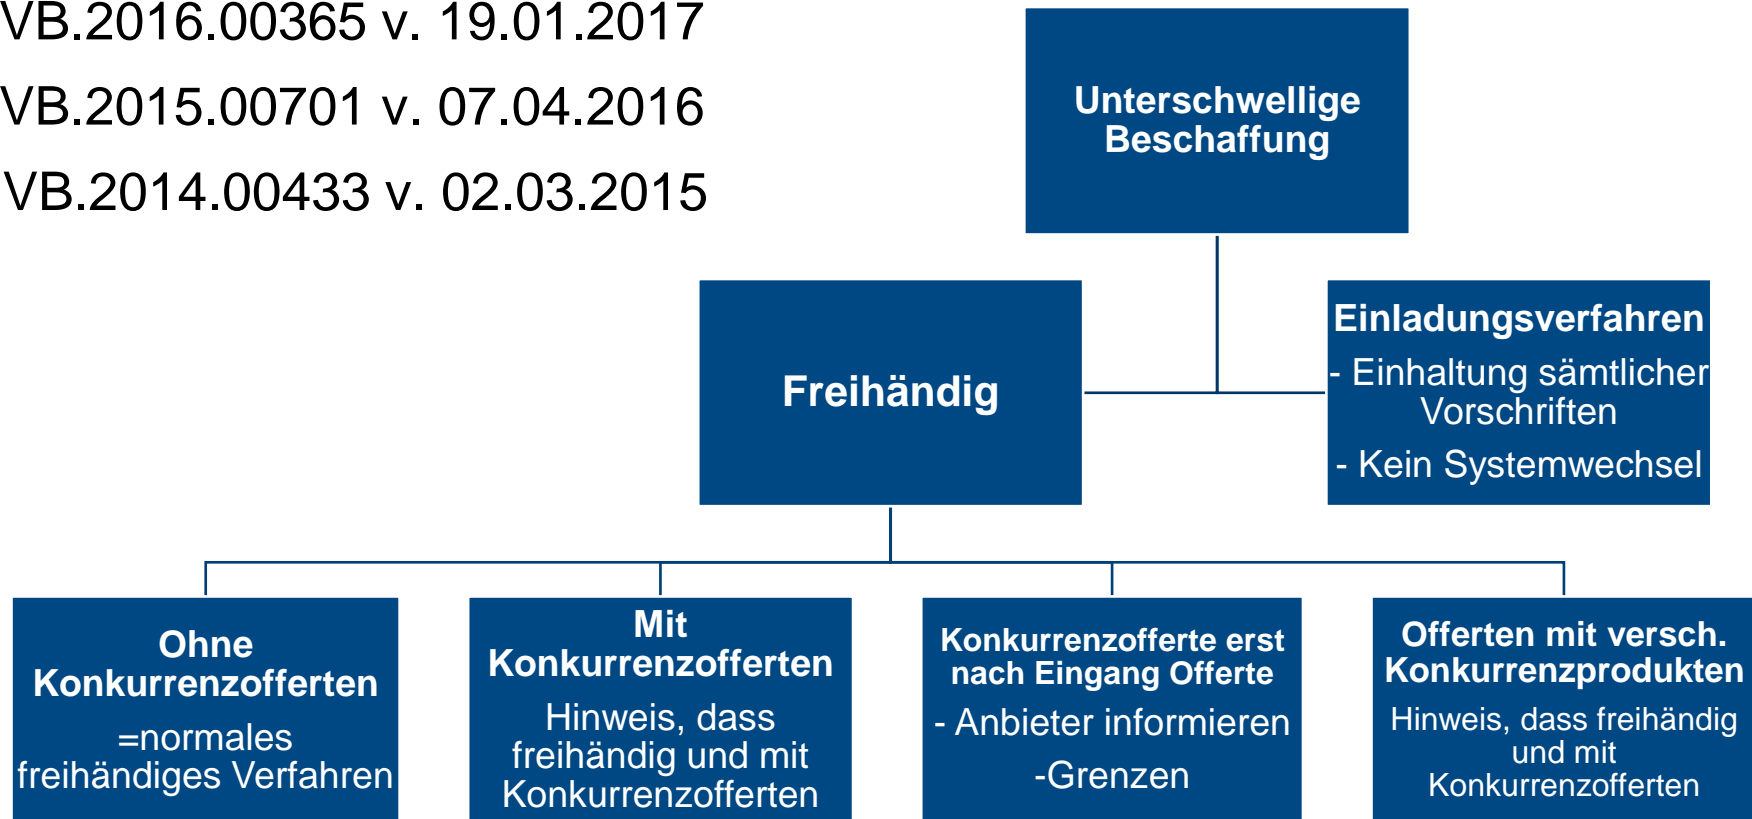 VB.2016.00365 v. 19.01.2017
VB.2015.00701 v. 07.04.2016
VB.2014.00433 v. 02.03.2015
Unterschwellige
Beschaffung
Freihändig
Einladungsverfahren
- Einhaltung sämtlicher
Vorschriften
- Kein Systemwechsel
Ohne
Konkurrenzofferten
=normales
freihändiges Verfahren
Mit
Konkurrenzofferten
Hinweis, dass
freihändig und mit
Konkurrenzofferten
Konkurrenzofferte erst
nach Eingang Offerte
- Anbieter informieren
-Grenzen
Offerten mit versch.
Konkurrenzprodukten
Hinweis, dass freihändig
und mit
Konkurrenzofferten